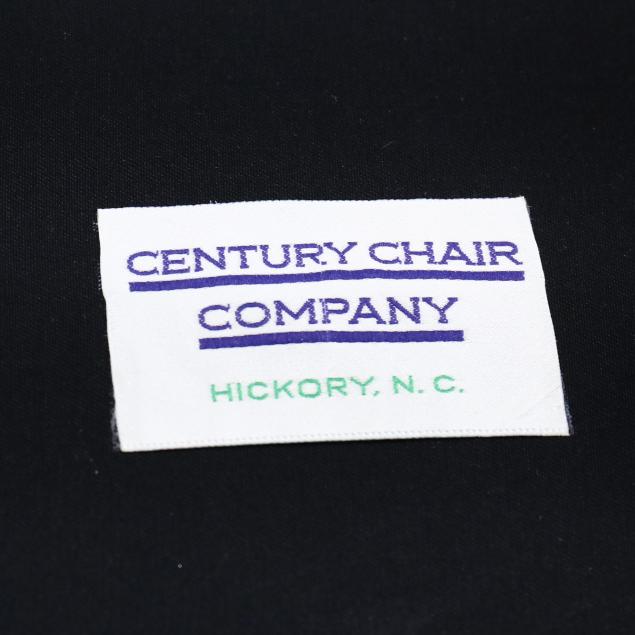 CENTURY CHAIR
COMPANY
HICKORY, N. C.